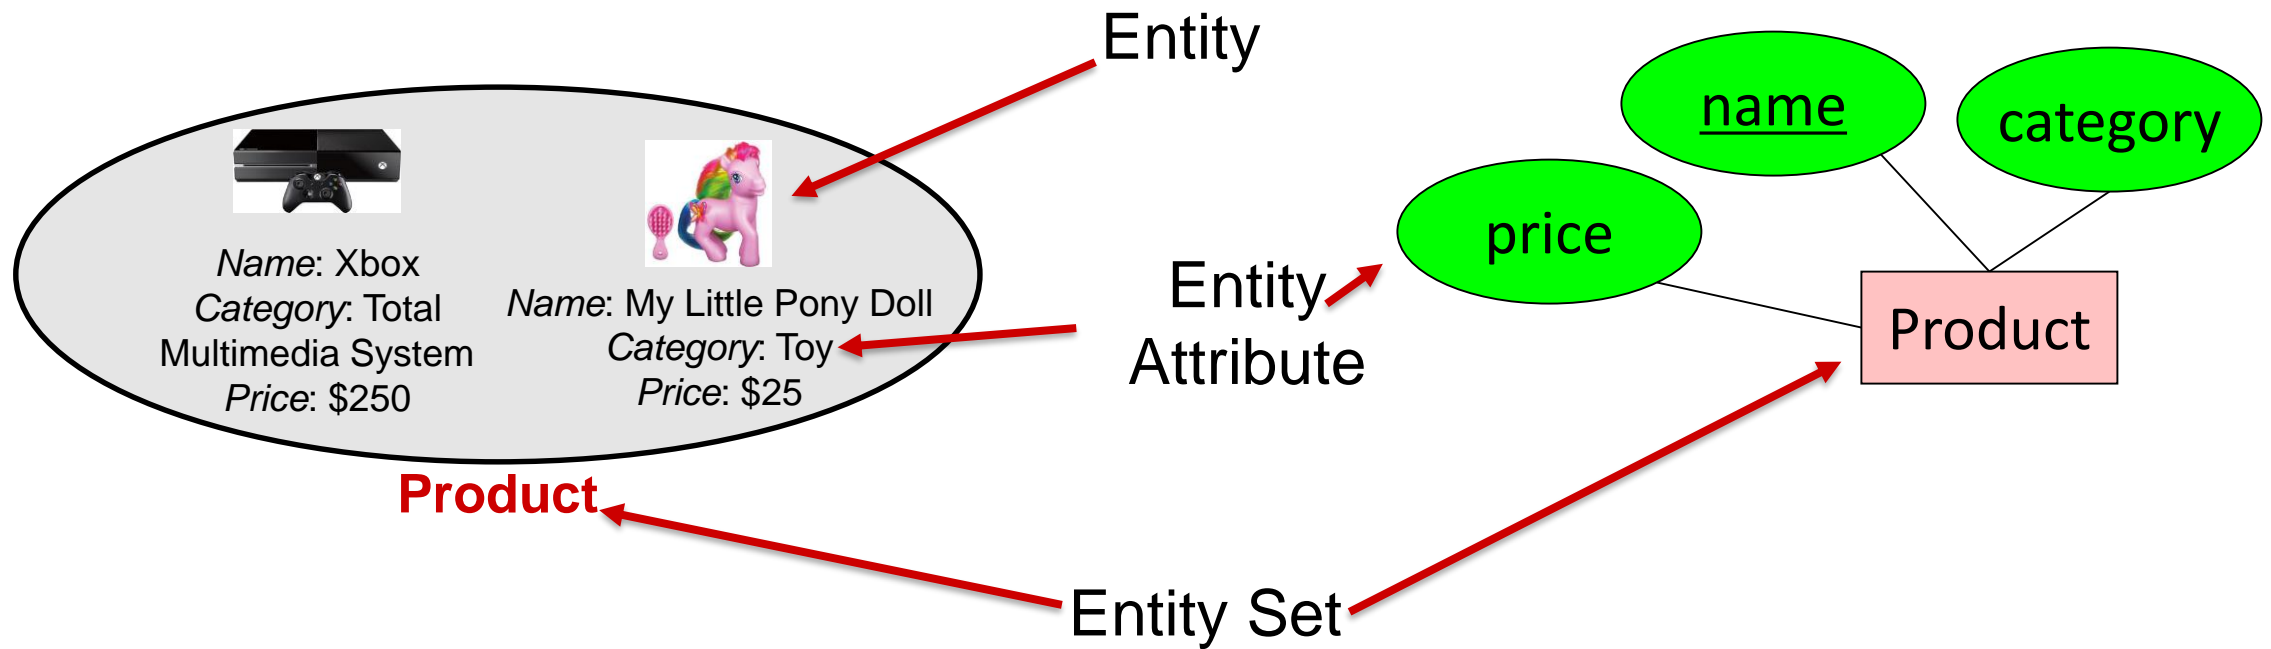 Entity
name
category
price
Name: Xbox
Category: Total
Multimedia System
Price: $250
Name: My Little Pony Doll
Category: Toy
Price: $25
Entity
Attribute
Product
Product
Entity Set